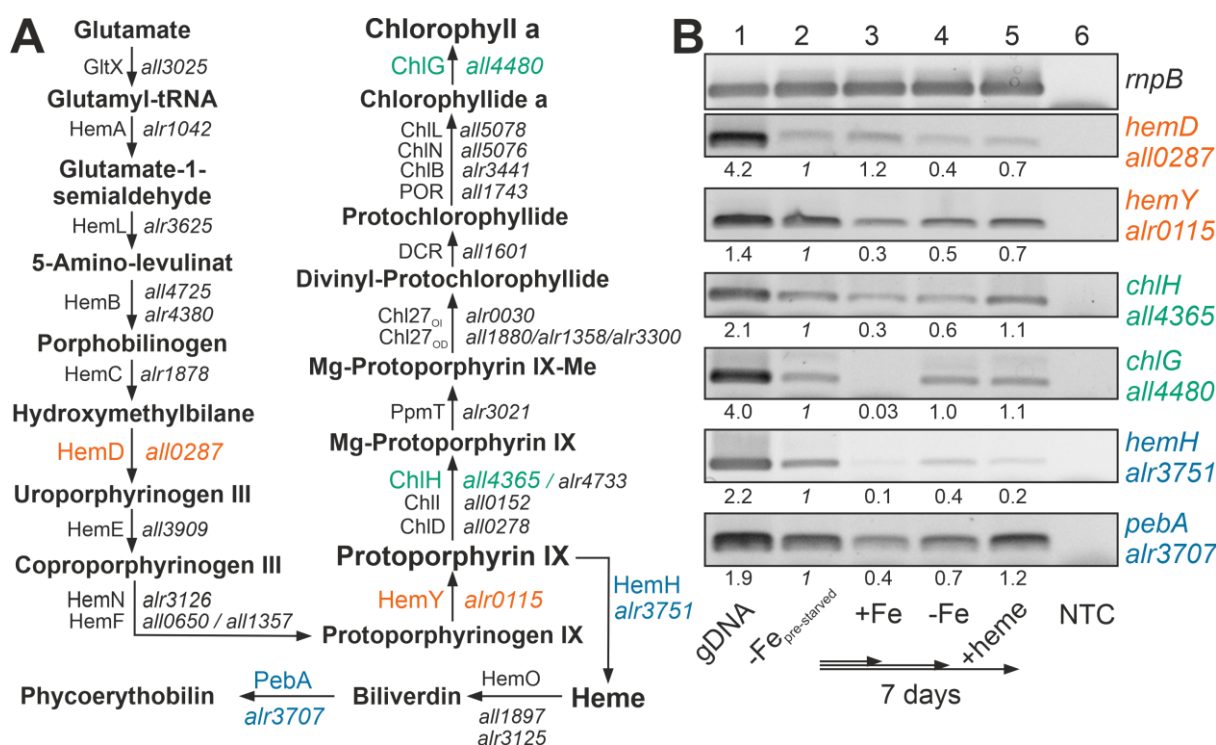 A
Glutamate
GltX all3025
Glutamyl-tRNA
HemA alr1042
Glutamate-1-
semialdehyde
HemL alr3625
5-Amino-levulinat
HemB all4725
alr4380
Porphobilinogen
HemC alr1878
Hydroxymethylbilane
HemD all0287
Uroporphyrinogen III
HemE all3909
Coproporphyrinogen III
HemN alr3126
HemF all0650 / all1357
Protoporphyrinogen IX
HemY alr0115
Protoporphyrin IX
ChlD all0278
ChlI all0152
ChlH all4365 / alr4733
Mg-Protoporphyrin IX
PpmT alr3021
Mg-Protoporphyrin IX-Me
Chl27OI alr0030
Chl27OD all1880/alr1358/alr3300
Divinyl-Protochlorophyllide
DCR all1601
Protochlorophyllide
ChlL all5078
ChlN all5076
ChlB alr3441
POR all1743
Chlorophyllide a
ChlG all4480
Chlorophyll a
HemH
alr3751
Heme
HemO
all1897
alr3125
Biliverdin
PebA
alr3707
Phycoerythobilin
B
1 2 3 4 5 6
rnpB
hemD
all0287
4.2 1 1.2 0.4 0.7
hemY
alr0115
1.4 1 0.3 0.5 0.7
chlH
all4365
2.1 1 0.3 0.6 1.1
chlG
all4480
4.0 1 0.03 1.0 1.1
hemH
alr3751
2.2 1 0.1 0.4 0.2
pebA
alr3707
1.9 1 0.4 0.7 1.2
gDNA -Fepre-starved +Fe -Fe +heme NTC
7 days